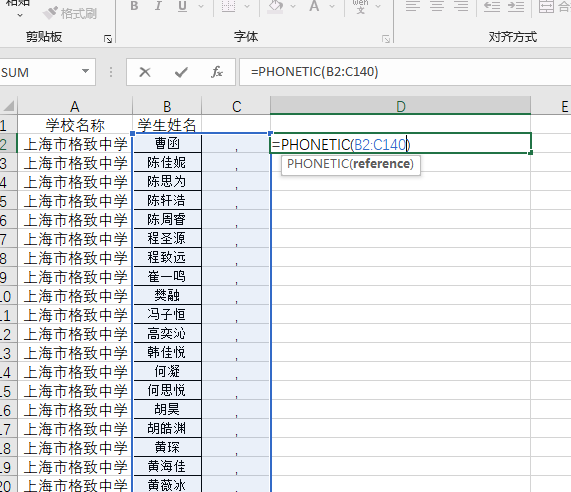 粘贴
格式刷
B I U A wén 文 合并
剪贴板 字体 对齐方式
SUM =PHONETIC(B2:C140)
A B C D E
1 学校名称 学生姓名
2 上海市格致中学 曹函 , =PHONETIC(B2:C140)
PHONETIC(reference)
3 上海市格致中学 陈佳妮 ,
4 上海市格致中学 陈思为 ,
5 上海市格致中学 陈轩浩 ,
6 上海市格致中学 陈周睿 ,
7 上海市格致中学 程圣源 ,
8 上海市格致中学 程致远 ,
9 上海市格致中学 崔一鸣 ,
10 上海市格致中学 樊融 ,
11 上海市格致中学 冯子恒 ,
12 上海市格致中学 高奕沁 ,
13 上海市格致中学 韩佳悦 ,
14 上海市格致中学 何凝 ,
15 上海市格致中学 何思悦 ,
16 上海市格致中学 胡昊 ,
17 上海市格致中学 胡皓渊 ,
18 上海市格致中学 黄琛 ,
19 上海市格致中学 黄海佳 ,
20 上海市格致中学 黄薇冰 ,